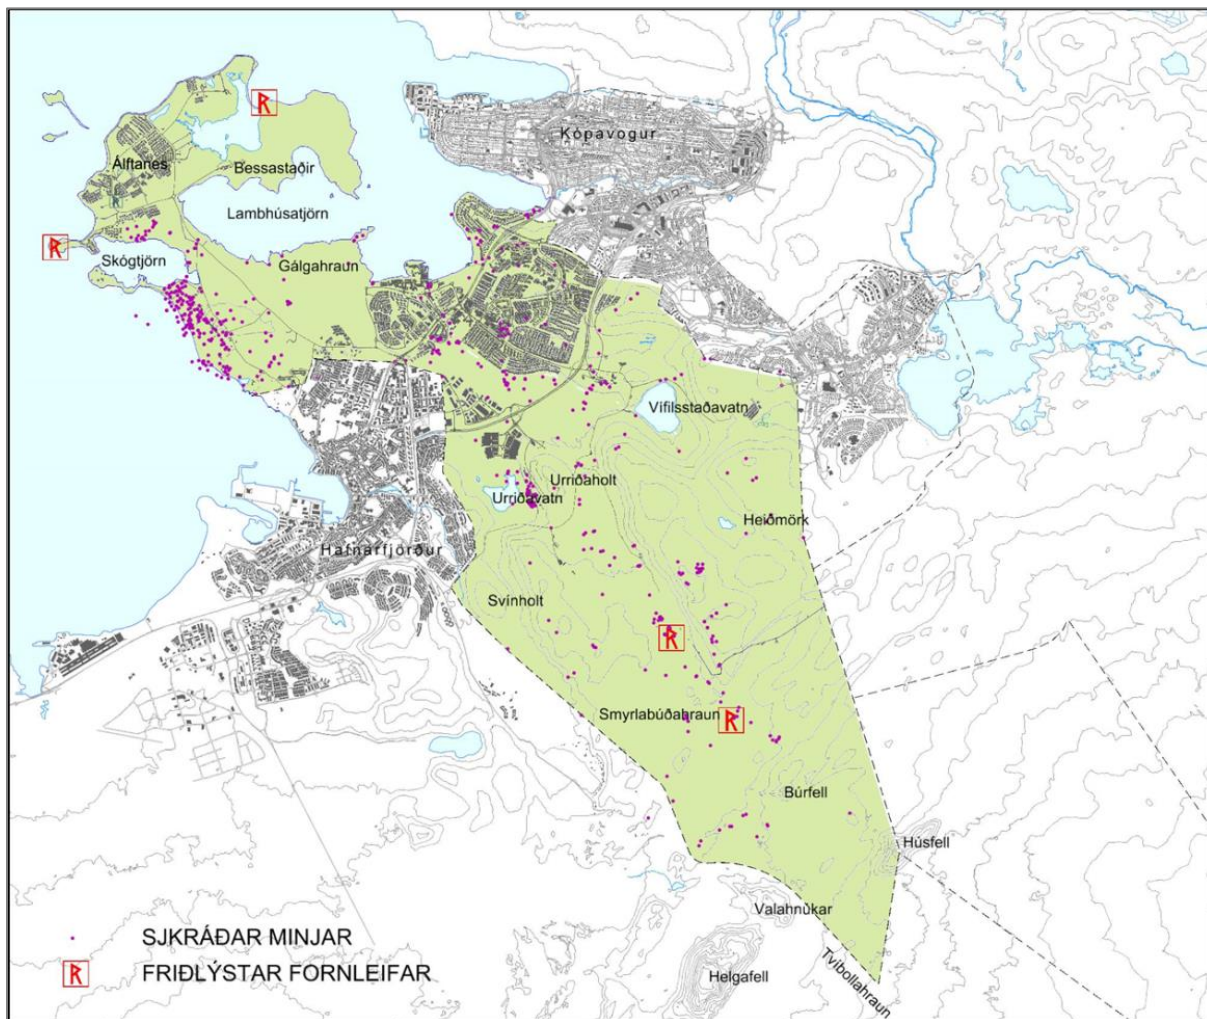 Kópavogur
Álftanes
Bessastaðir
Lambhúsatjörn
Skógtjörn
Gálgahraun
Vífilsstaðavatn
Urriðaholt
Urriðavatn
Heiðmörk
Hafnarfjörður
Svínholt
Smyrlabúðahraun
Búrfell
Húsfell
Valahnúkar
Helgafell
Tvíbollahraun
SJKRÁÐAR MINJAR
FRIÐLÝSTAR FORNLEIFAR